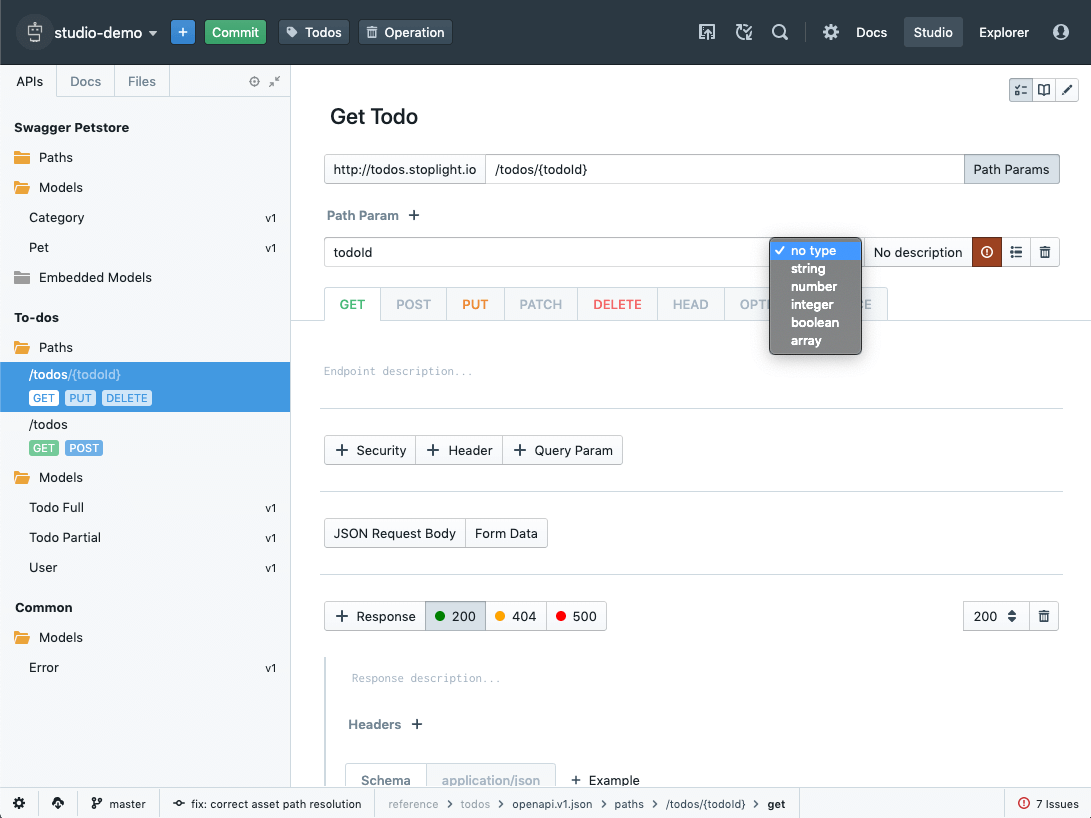 studio-demo Commit Todos Operation Docs Studio Explorer
APIs Docs Files
Swagger Petstore
Paths
Models
Category v1
Pet v1
Embedded Models
To-dos
Paths
/todos/{todoId}
GET PUT DELETE
/todos
GET POST
Models
Todo Full v1
Todo Partial v1
User v1
Common
Models
Error v1
Get Todo
http://todos.stoplight.io /todos/{todoId} Path Params
Path Param
todoId No description
no type
string
number
integer
boolean
array
GET POST PUT PATCH DELETE HEAD
Endpoint description...
Security Header Query Param
JSON Request Body Form Data
Response 200 404 500 200
Response description...
Headers
Schema application/json Example
master fix: correct asset path resolution reference > todos > openapi.v1.json > paths > /todos/{todoId} > get 7 Issues